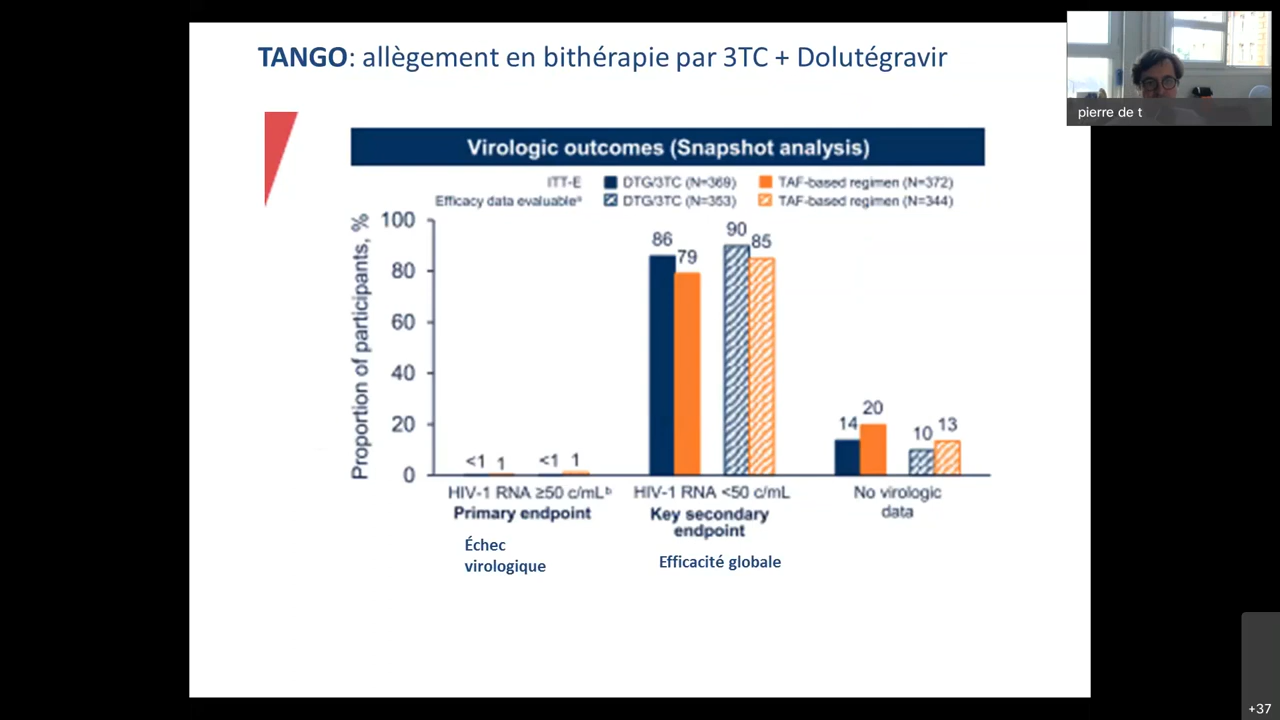 TANGO: allègement en bithérapie par 3TC + Dolutégravir
pierre de t
Virologic outcomes (Snapshot analysis)
ITT-E DTG/3TC (N=369) TAF-based regimen (N=372)
Efficacy data evaluableª DTG/3TC (N=353) TAF-based regimen (N=344)
Proportion of participants, %
100
80
60
40
20
0
<1 1 <1 1
86 79 90 85
14 20 10 13
HIV-1 RNA ≥50 c/mLᵇ
Primary endpoint
HIV-1 RNA <50 c/mL
Key secondary
endpoint
No virologic
data
Échec
virologique
Efficacité globale
+37